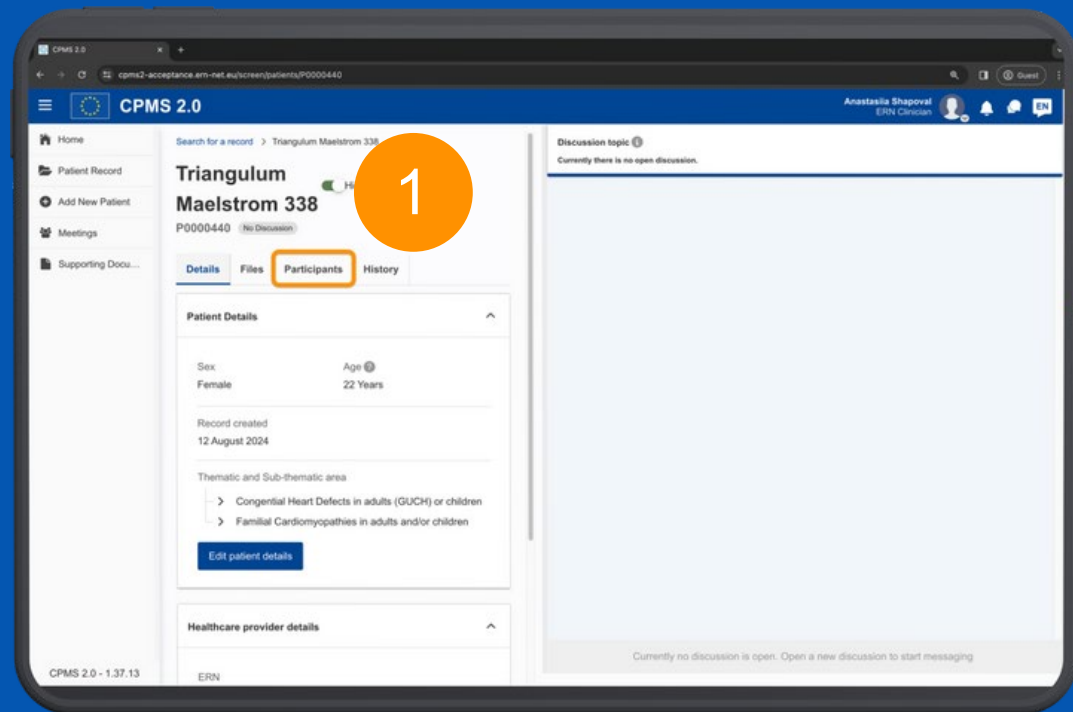 CPMS 2.0
cpms2-acceptance.ern-net.eu/screen/patients/P0000440
Guest
CPMS 2.0
Anastasiia Shapoval
ERN Clinician
EN
Home
Patient Record
Add New Patient
Meetings
Supporting Docu...
CPMS 2.0 - 1.37.13
Search for a record > Triangulum Maelstrom 338
Triangulum
Maelstrom 338
Hi
1
P0000440 No Discussion
Details Files Participants History
Patient Details
Sex Age
Female 22 Years
Record created
12 August 2024
Thematic and Sub-thematic area
Congential Heart Defects in adults (GUCH) or children
Familial Cardiomyopathies in adults and/or children
Edit patient details
Healthcare provider details
ERN
Discussion topic
Currently there is no open discussion.
Currently no discussion is open. Open a new discussion to start messaging